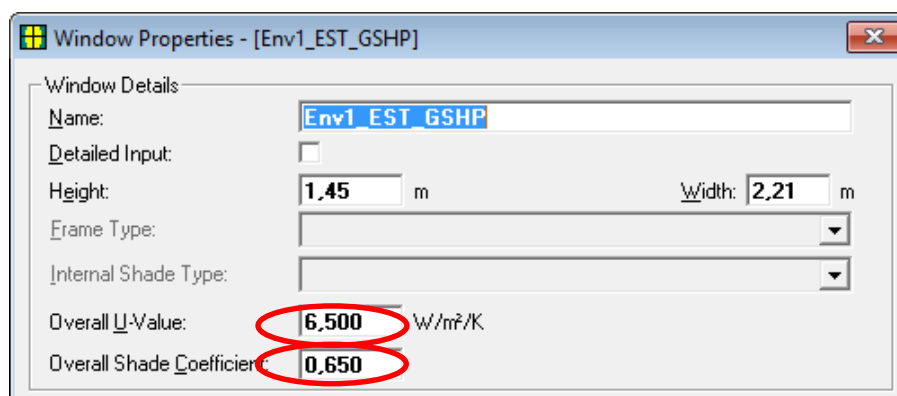 Window Properties - [Env1_EST_GSHP]
Window Details
Name: Env1_EST_GSHP
Detailed Input:
Height: 1,45 m Width: 2,21 m
Frame Type:
Internal Shade Type:
Overall U-Value: 6,500 W/m²/K
Overall Shade Coefficient: 0,650